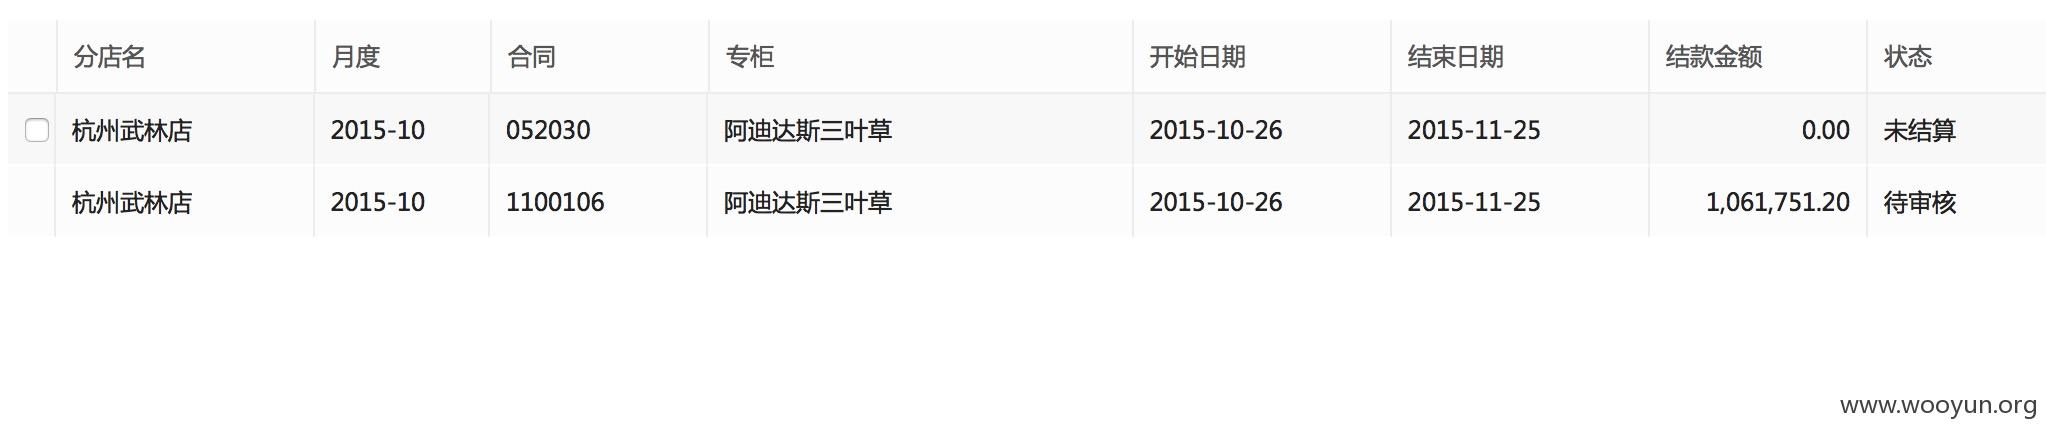 分店名 月度 合同 专柜 开始日期 结束日期 结款金额 状态
杭州武林店 2015-10 052030 阿迪达斯三叶草 2015-10-26 2015-11-25 0.00 未结算
杭州武林店 2015-10 1100106 阿迪达斯三叶草 2015-10-26 2015-11-25 1,061,751.20 待审核
www.wooyun.org